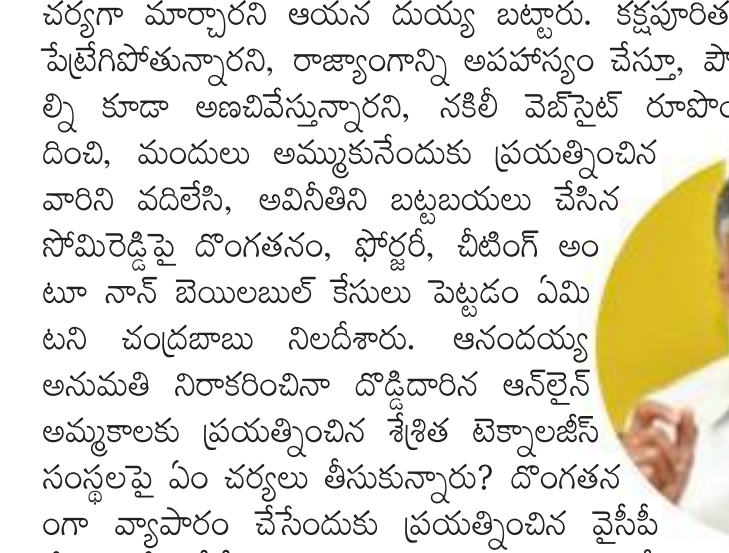 చర్యగా మార్చారని ఆయన దుయ్య బట్టారు. కక్షపూరిత
పేట్రేగిపోతున్నారని, రాజ్యాంగాన్ని అపహాస్యం చేస్తూ, పౌ
ల్ని కూడా అణచివేస్తున్నారని, నకిలీ వెబ్‌సైట్ రూపొం
దించి, మందులు అమ్ముకునేందుకు ప్రయత్నించిన
వారిని వదిలేసి, అవినీతిని బట్టబయలు చేసిన
సోమిరెడ్డిపై దొంగతనం, ఫోర్జరీ, చీటింగ్ అం
టూ నాన్ బెయిలబుల్ కేసులు పెట్టడం ఏమి
టని చంద్రబాబు నిలదీశారు. ఆనందయ్య
అనుమతి నిరాకరించినా దొడ్డిదారిన ఆన్‌లైన్
అమ్మకాలకు ప్రయత్నించిన శేశ్రిత టెక్నాలజీస్
సంస్థలపై ఏం చర్యలు తీసుకున్నారు? దొంగతన
ంగా వ్యాపారం చేసేందుకు ప్రయత్నించిన వైసీపీ